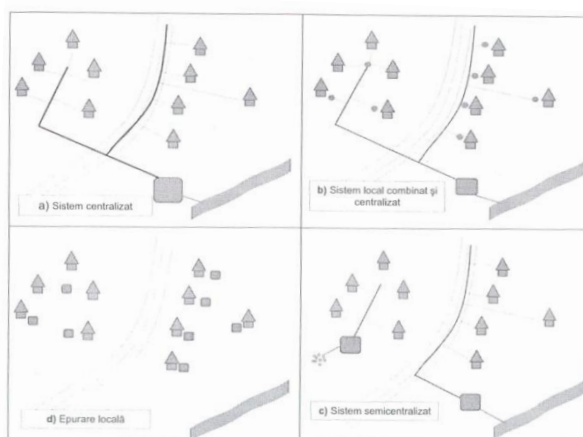 a) Sistem centralizat
b) Sistem local combinat și
centralizat
d) Epurare locală
c) Sistem semicentralizat